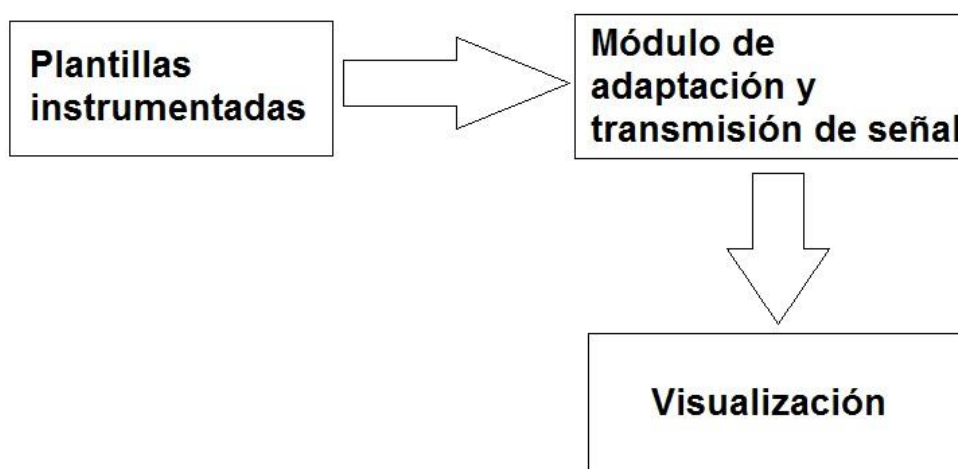 Plantillas
instrumentadas
Módulo de
adaptación y
transmisión de señal
Visualización